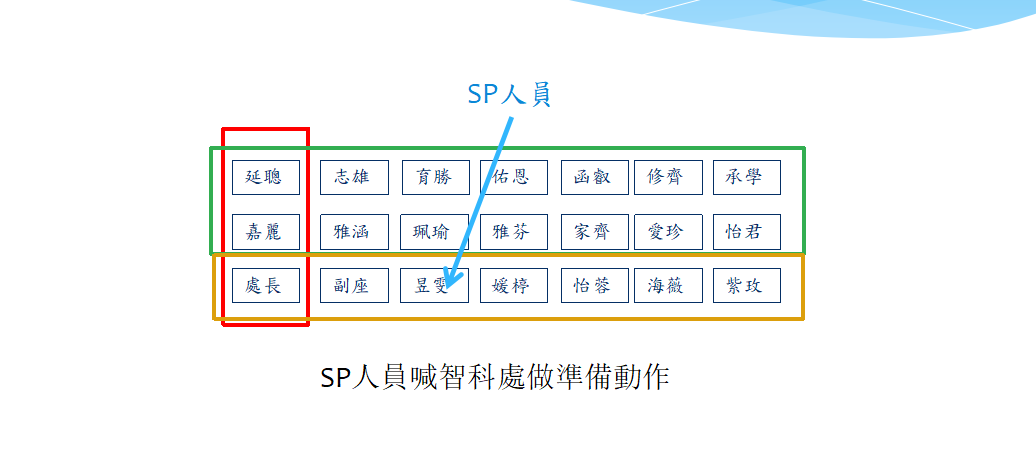 SP人員
延聰 志雄 育勝 佑恩 函叡 修齊 承學
嘉麗 雅涵 珮瑜 雅芬 家齊 愛珍 怡君
處長 副座 昱雯 媛婷 怡蓉 海薇 紫玫
SP人員喊智科處做準備動作